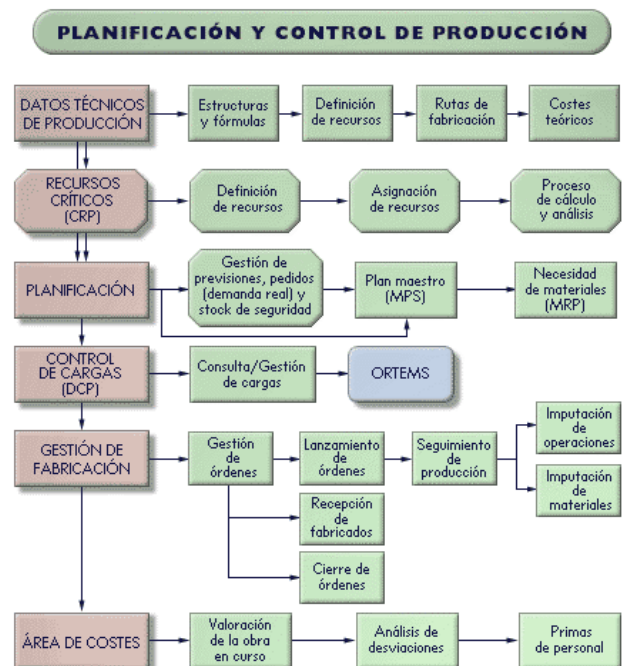 PLANIFICACIÓN Y CONTROL DE PRODUCCIÓN
DATOS TÉCNICOS
DE PRODUCCIÓN
Estructuras
y fórmulas
Definición
de recursos
Rutas de
fabricación
Costes
teóricos
RECURSOS
CRÍTICOS
(CRP)
Definición
de recursos
Asignación
de recursos
Proceso
de cálculo
y análisis
PLANIFICACIÓN
Gestión de
previsiones, pedidos
(demanda real) y
stock de seguridad
Plan maestro
(MPS)
Necesidad
de materiales
(MRP)
CONTROL
DE CARGAS
(DCP)
Consulta/Gestión
de cargas
ORTEMS
GESTIÓN DE
FABRICACIÓN
Gestión
de
órdenes
Lanzamiento
de órdenes
Seguimiento
de
producción
Imputación
de
operaciones
Imputación
de
materiales
Recepción
de
fabricados
Cierre de
órdenes
ÁREA DE COSTES
Valoración
de la obra
en curso
Análisis de
desviaciones
Primas
de personal